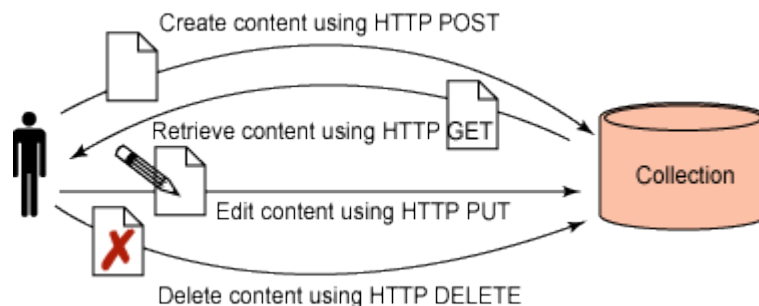 Create content using HTTP POST
Retrieve content using HTTP GET
Collection
Edit content using HTTP PUT
Delete content using HTTP DELETE